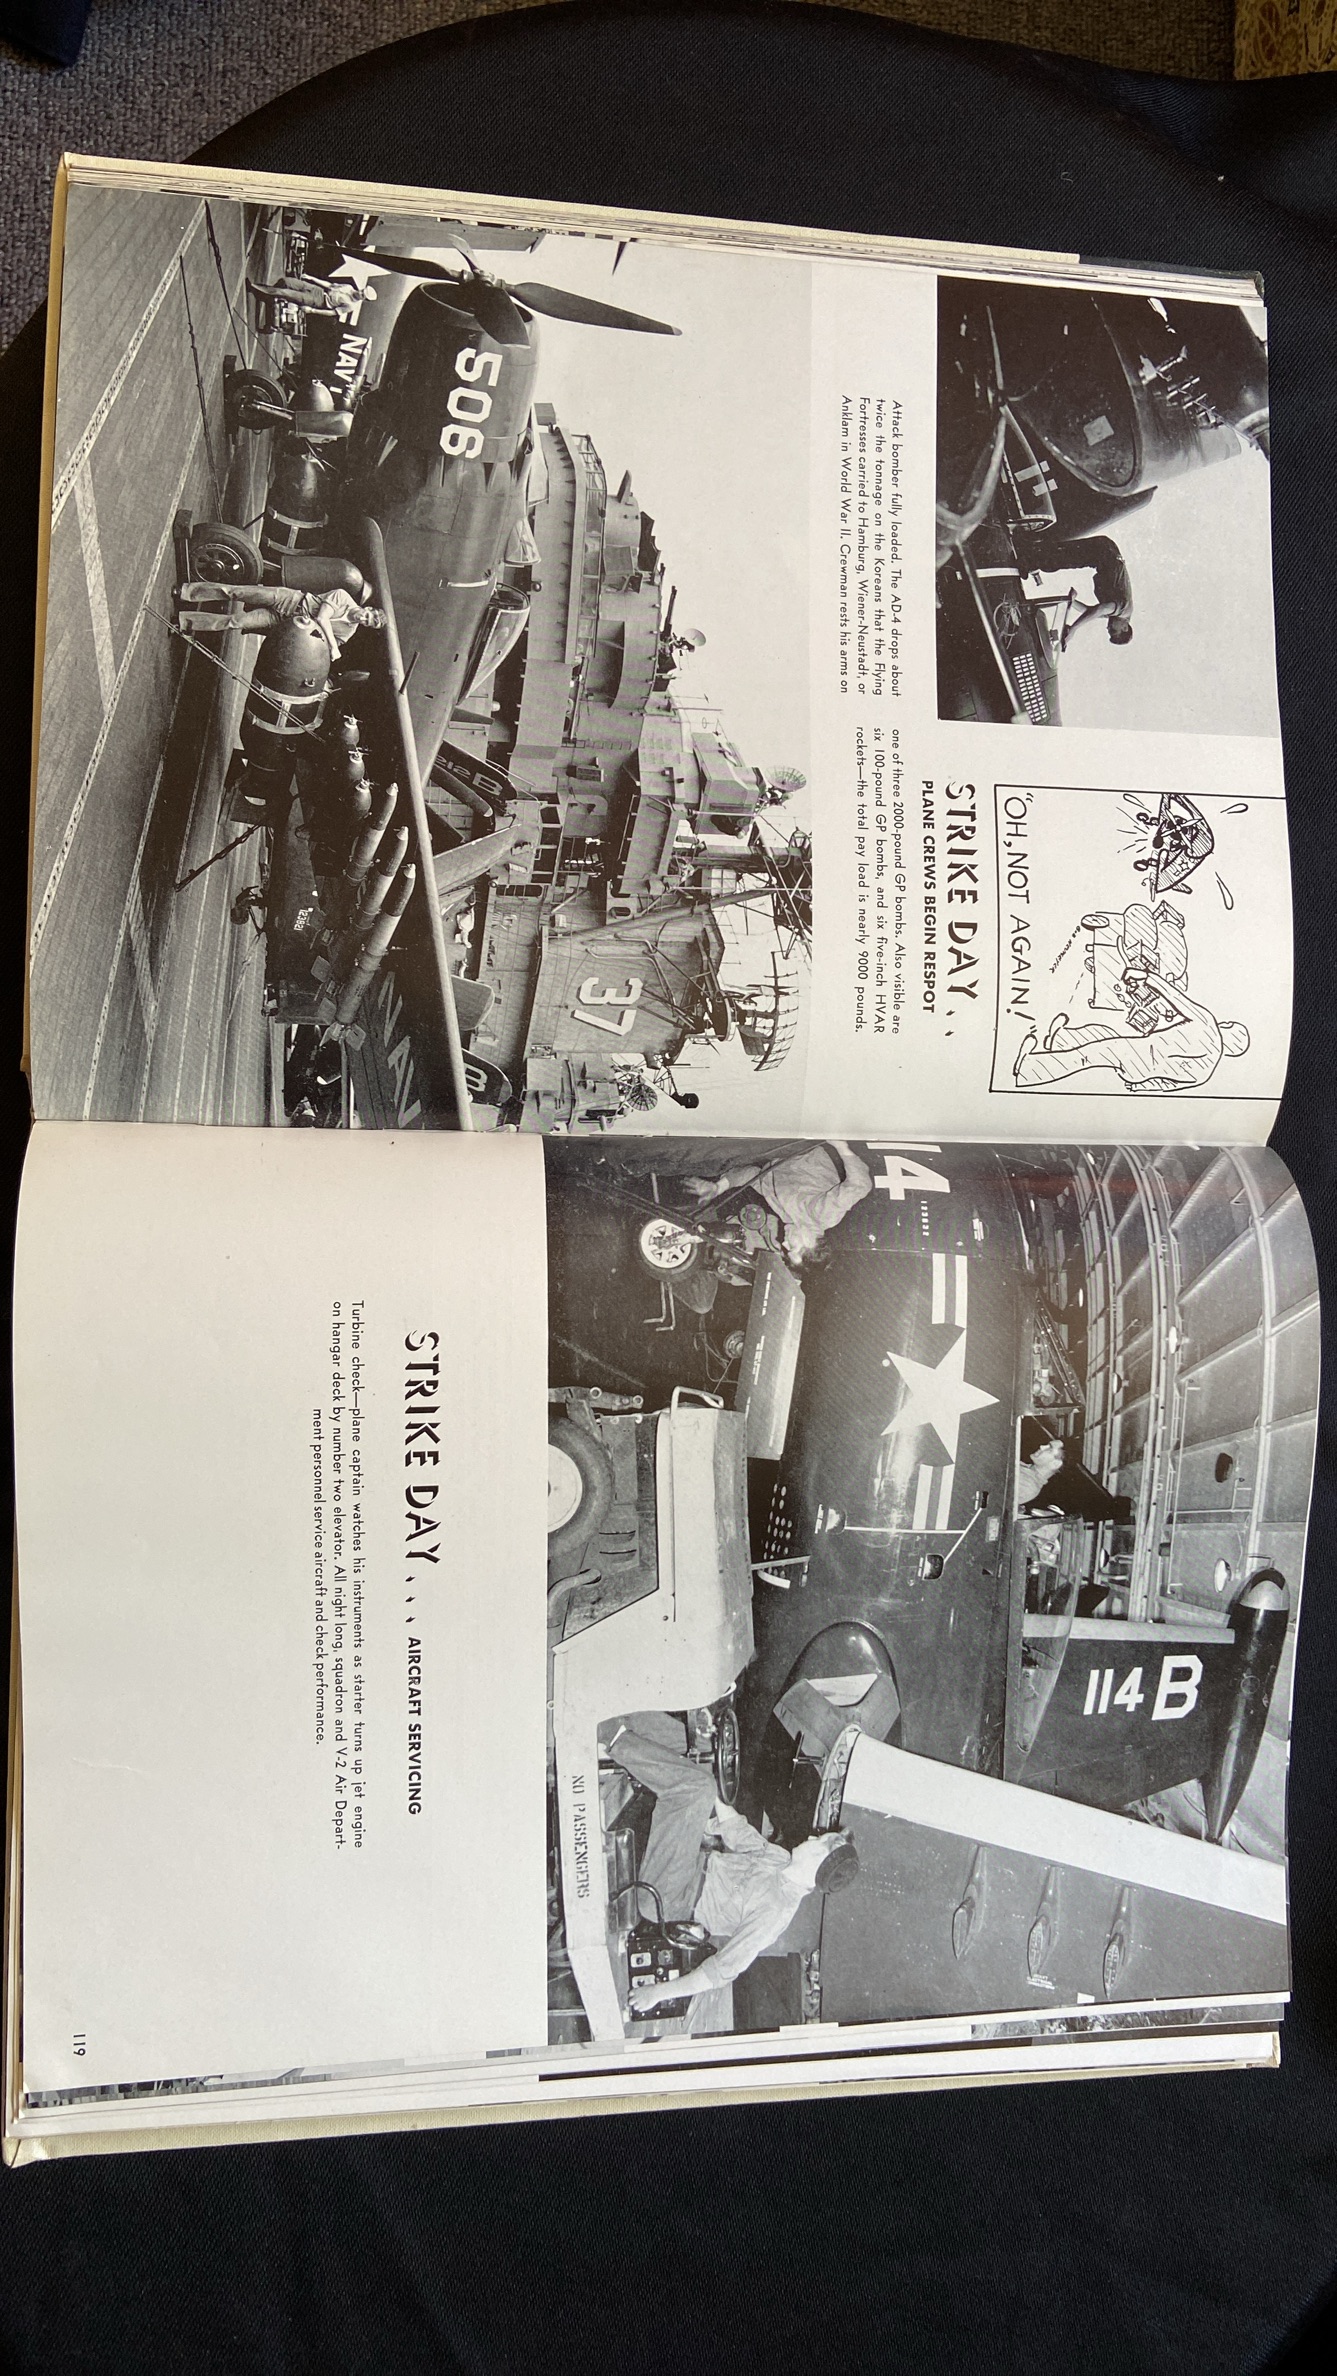 "OH, NOT AGAIN!"
STRIKE DAY . .
PLANE CREWS BEGIN RESPOT
Attack bomber fully loaded. The AD-4 drops about
twice the tonnage on the Koreans that the Flying
Fortresses carried to Hamburg, Wiener-Neustadt, or
Anklam in World War II. Crewman rests his arms on
one of three 2000-pound GP bombs. Also visible are
six 100-pound GP bombs, and six five-inch HVAR
rockets—the total pay load is nearly 9000 pounds.
506
NAVY
37
NAV
114
114B
NO PASSENGERS
STRIKE DAY . . . AIRCRAFT SERVICING
Turbine check—plane captain watches his instruments as starter turns up jet engine
on hangar deck by number two elevator. All night long, squadron and V-2 Air Depart-
ment personnel service aircraft and check performance.
119